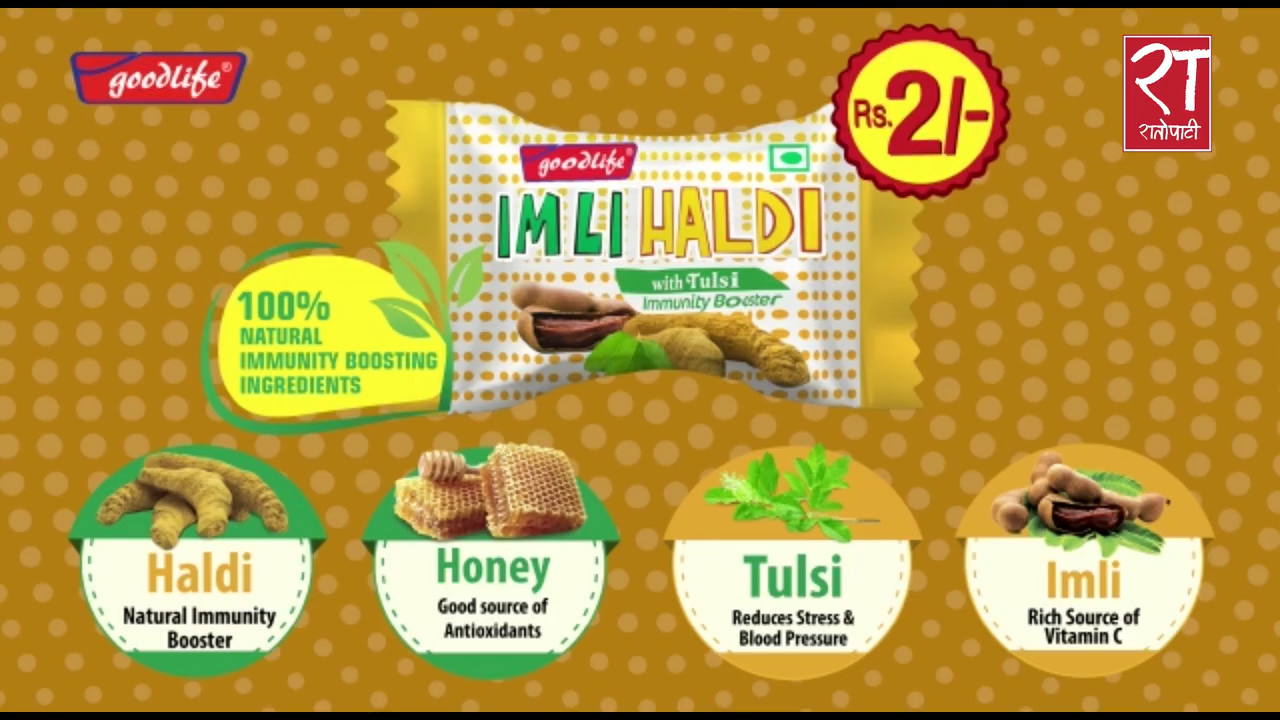 goodlife®
Rs. 2/-
रा
रातोपाटी
goodlife®
IMLI HALDI
with Tulsi
Immunity Booster
100%
NATURAL
IMMUNITY BOOSTING
INGREDIENTS
Haldi
Natural Immunity
Booster
Honey
Good source of
Antioxidants
Tulsi
Reduces Stress &
Blood Pressure
Imli
Rich Source of
Vitamin C